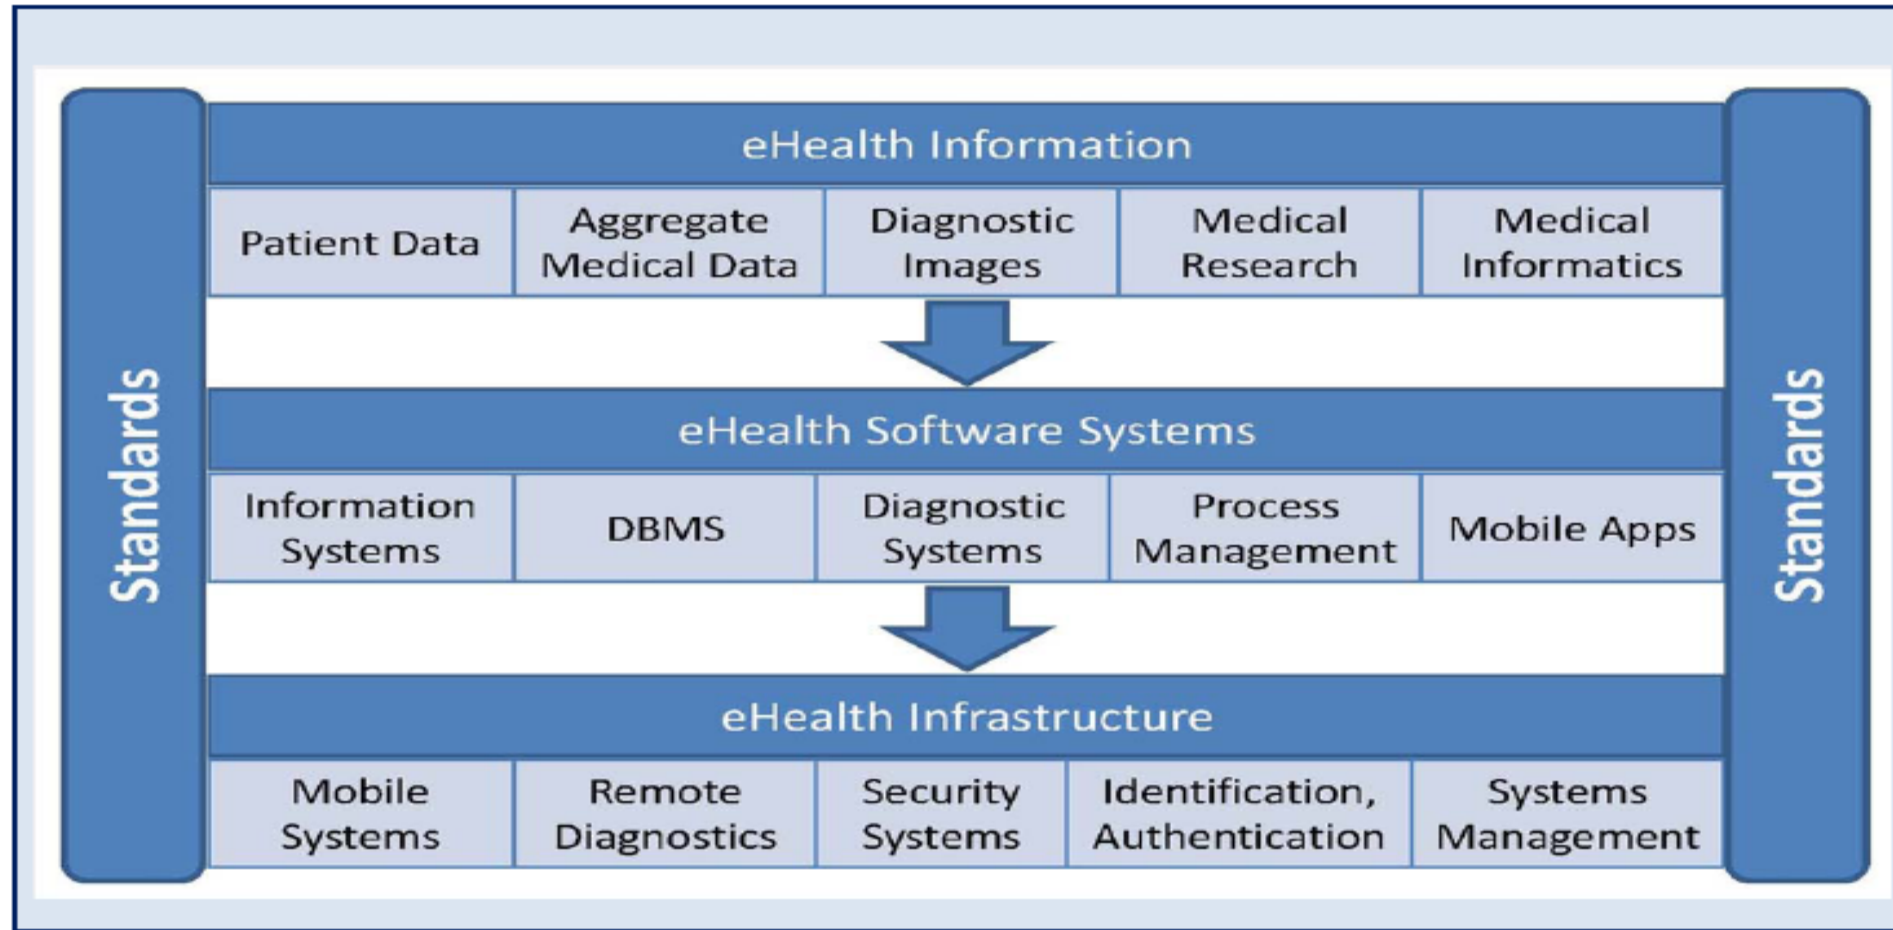 Standards
eHealth Information
Patient Data
Aggregate
Medical Data
Diagnostic
Images
Medical
Research
Medical
Informatics
eHealth Software Systems
Information
Systems
DBMS
Diagnostic
Systems
Process
Management
Mobile Apps
eHealth Infrastructure
Mobile
Systems
Remote
Diagnostics
Security
Systems
Identification,
Authentication
Systems
Management
Standards